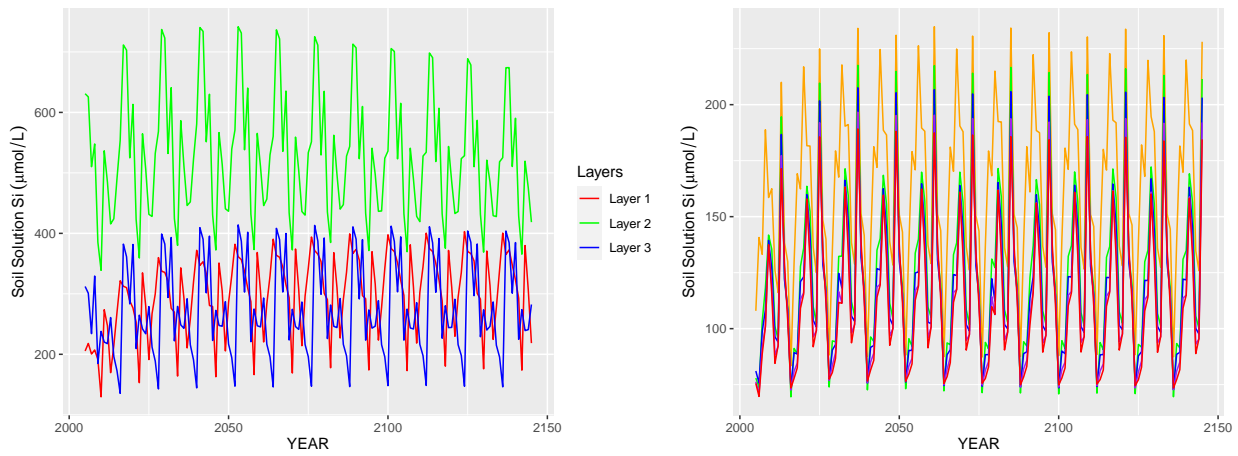 Soil Solution Si (µmol/L)
600
400
200
2000
2050
2100
2150
YEAR
Layers
Layer 1
Layer 2
Layer 3
Soil Solution Si (µmol/L)
200
150
100
2000
2050
2100
2150
YEAR